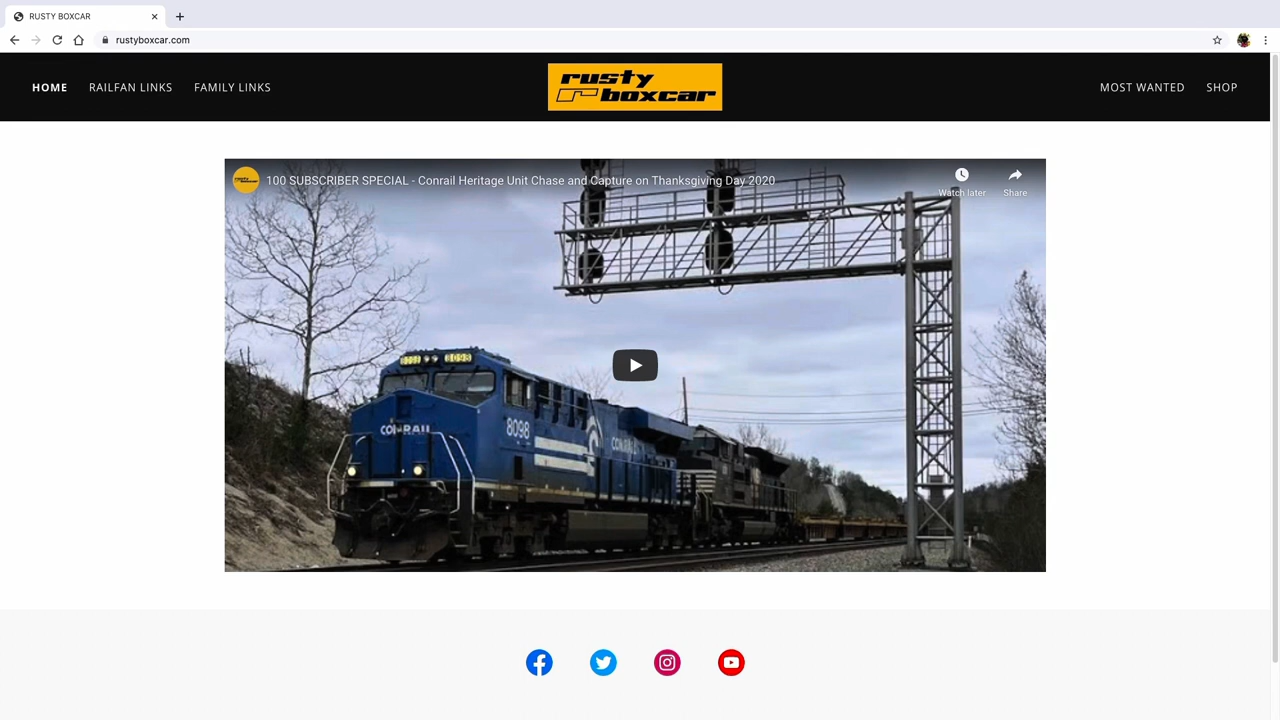 RUSTY BOXCAR
rustyboxcar.com
HOME RAILFAN LINKS FAMILY LINKS
rusty
boxcar
MOST WANTED SHOP
100 SUBSCRIBER SPECIAL - Conrail Heritage Unit Chase and Capture on Thanksgiving Day 2020
Watch later
Share
8098
CONRAIL
8098
CONRAIL